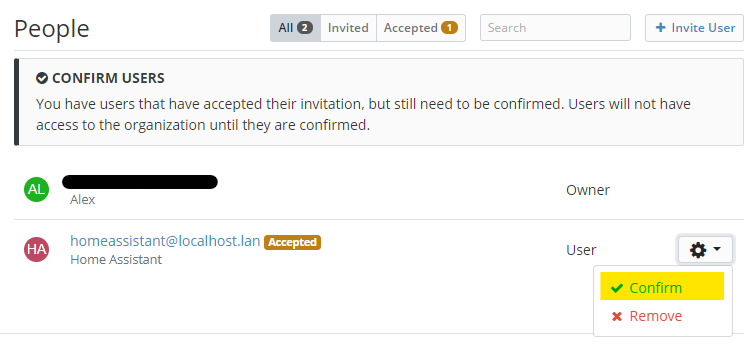 People
All 2 Invited Accepted 1 Search + Invite User
CONFIRM USERS
You have users that have accepted their invitation, but still need to be confirmed. Users will not have
access to the organization until they are confirmed.
AL Owner
Alex
HA homeassistant@localhost.lan Accepted User
Home Assistant
Confirm
Remove